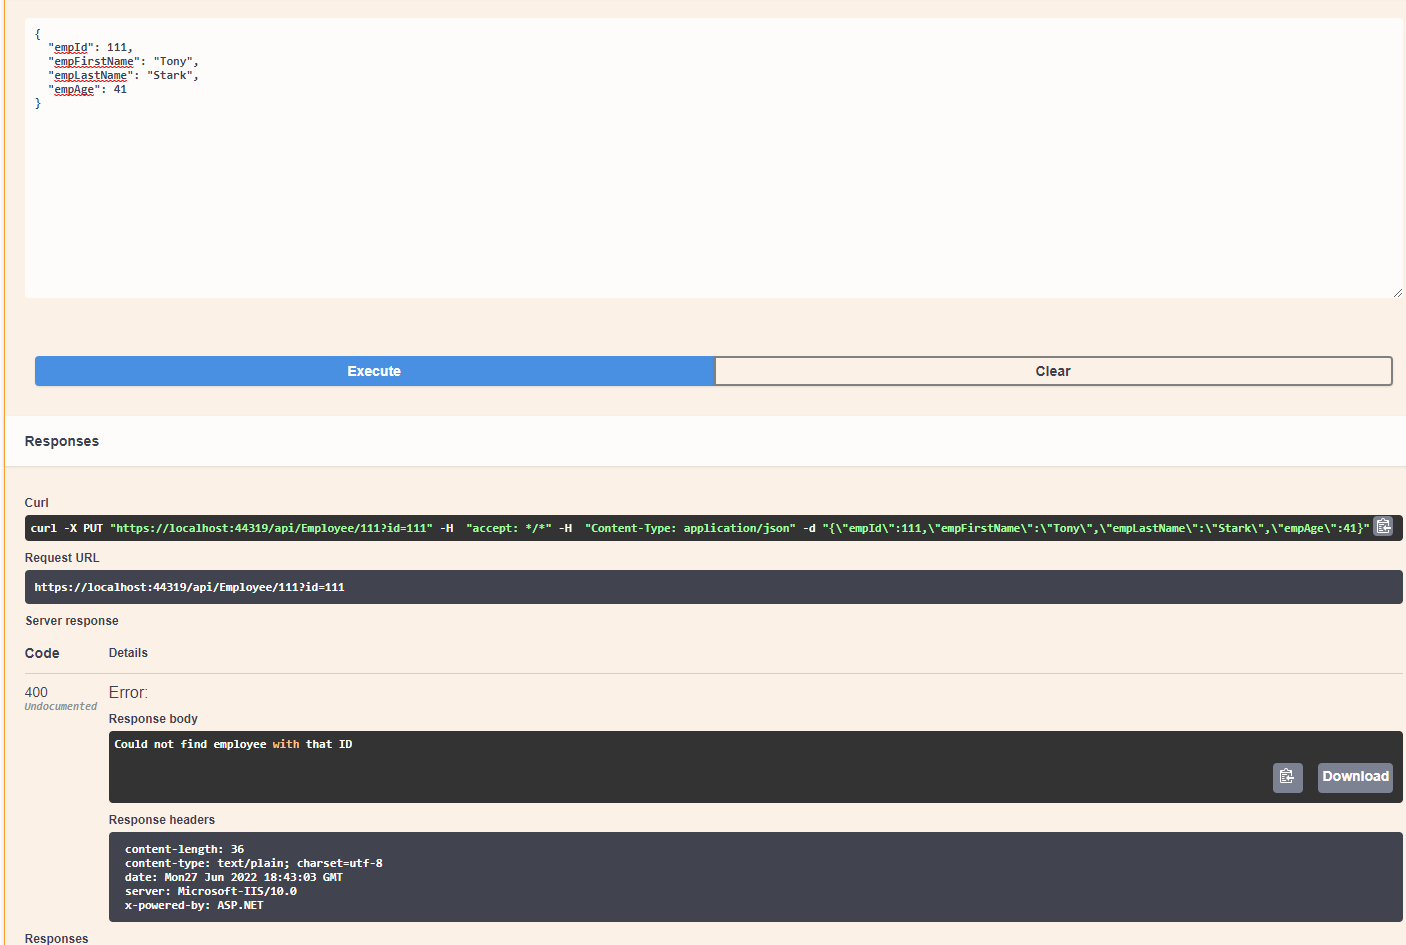 {
  "empId": 111,
  "empFirstName": "Tony",
  "empLastName": "Stark",
  "empAge": 41
}
Execute
Clear
Responses
Curl
curl -X PUT "https://localhost:44319/api/Employee/111?id=111" -H  "accept: */*" -H  "Content-Type: application/json" -d "{\"empId\":111,\"empFirstName\":\"Tony\",\"empLastName\":\"Stark\",\"empAge\":41}"
Request URL
https://localhost:44319/api/Employee/111?id=111
Server response
Code Details
400 Error:
Undocumented
Response body
Could not find employee with that ID
Download
Response headers
content-length: 36
content-type: text/plain; charset=utf-8
date: Mon27 Jun 2022 18:43:03 GMT
server: Microsoft-IIS/10.0
x-powered-by: ASP.NET
Responses